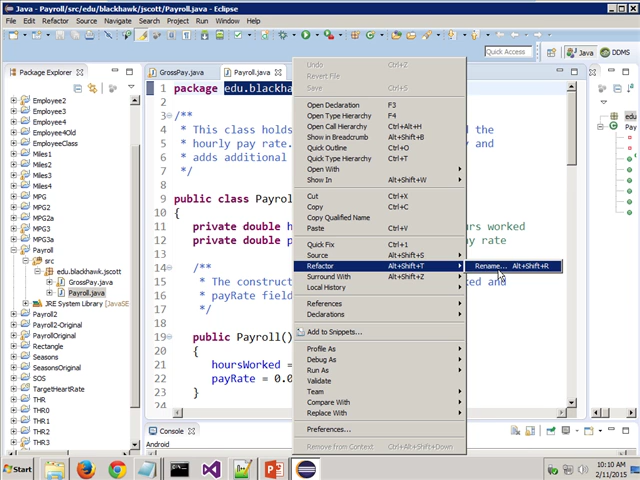 Java - Payroll/src/edu/blackhawk/jscott/Payroll.java - Eclipse
File Edit Source Refactor Navigate Search Project Run Window Help
Quick Access
Java
DDMS
Package Explorer
Employee2
Employee3
Employee4
Employee4Old
EmployeeClass
Miles1
Miles2
Miles3
MPG
MPG2
MPG3
MPG3a
Payroll
src
edu.blackhawk.jscott
GrossPay.java
Payroll.java
JRE System Library [JavaSE
Payroll2
Payroll2-Original
PayrollOriginal
Rectangle
Seasons
SeasonsOriginal
SOS
TargetHeartRate
THR
THR0
THR1
THR2
THR3
GrossPay.java
Payroll.java
1 package edu.blackha
2
3 /**
4 * This class holds
5 * hourly pay rate.
6 * adds additional
7 */
8
9 public class Payrol
10 {
11 private double h
12 private double p
13
14 /**
15 * The construct
16 * payRate field
17 */
18
19 public Payroll()
20 {
21 hoursWorked =
22 payRate = 0.0
23 }
24
d the
and
urs worked
y rate
ked and
Undo Ctrl+Z
Revert File
Save Ctrl+S
Open Declaration F3
Open Type Hierarchy F4
Open Call Hierarchy Ctrl+Alt+H
Show in Breadcrumb Alt+Shift+B
Quick Outline Ctrl+O
Quick Type Hierarchy Ctrl+T
Open With
Show In Alt+Shift+W
Cut Ctrl+X
Copy Ctrl+C
Copy Qualified Name
Paste Ctrl+V
Quick Fix Ctrl+1
Source Alt+Shift+S
Refactor Alt+Shift+T
Surround With Alt+Shift+Z
Local History
References
Declarations
Add to Snippets...
Profile As
Debug As
Run As
Validate
Team
Compare With
Replace With
Preferences...
Remove from Context Ctrl+Alt+Shift+Down
Rename... Alt+Shift+R
edu
Pay
Console
Android
Start
10:10 AM
2/11/2015